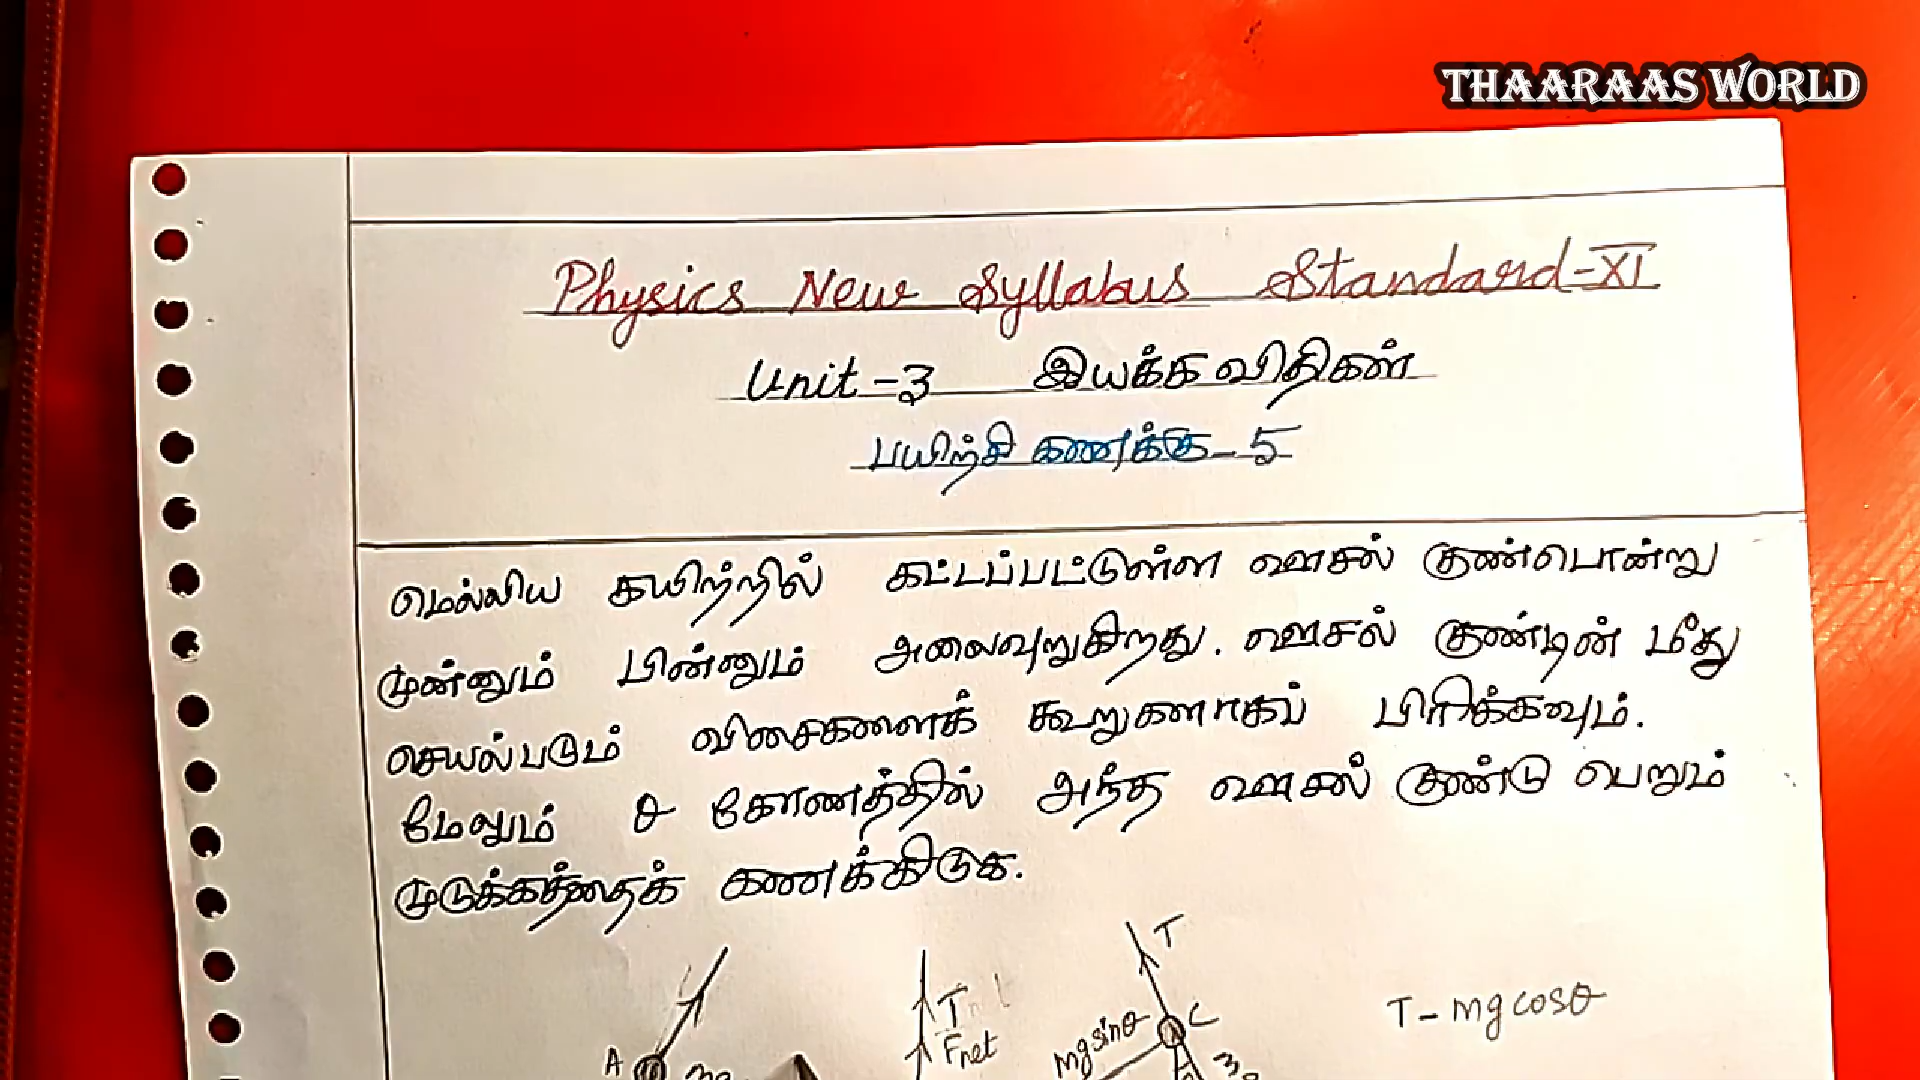 THAARAAS WORLD
Physics New Syllabus Standard-XI
Unit-3 இயக்க விதிகள்
பயிற்சி கணக்கு-5
மெல்லிய கயிற்றில் கட்டப்பட்டுள்ள ஊசல் குண்டொன்று
முன்னும் பின்னும் அலைவுறுகிறது. ஊசல் குண்டின் மீது
செயல்படும் விசைகளைக் கூறுகளாகப் பிரிக்கவும்.
மேலும் θ கோணத்தில் அந்த ஊசல் குண்டு பெறும்
முடுக்கத்தைக் கணக்கிடுக.
T
T
T - mg cosθ
mg sinθ C
Fnet
A